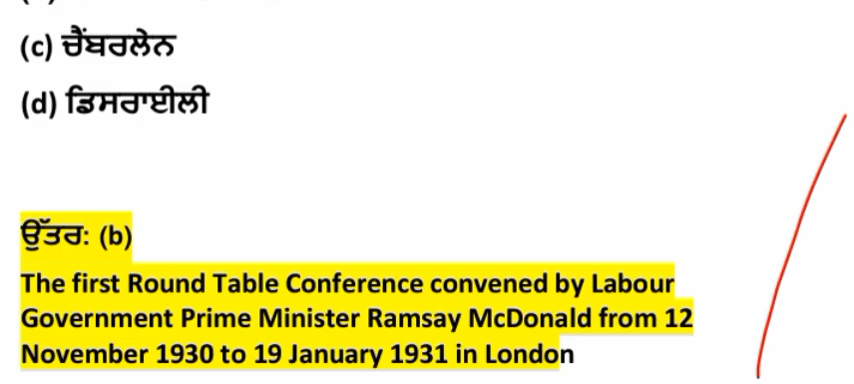 (c) ਚੈਂਬਰਲੇਨ
(d) ਡਿਸਰਾਈਲੀ
ਉੱਤਰ: (b)
The first Round Table Conference convened by Labour
Government Prime Minister Ramsay McDonald from 12
November 1930 to 19 January 1931 in London